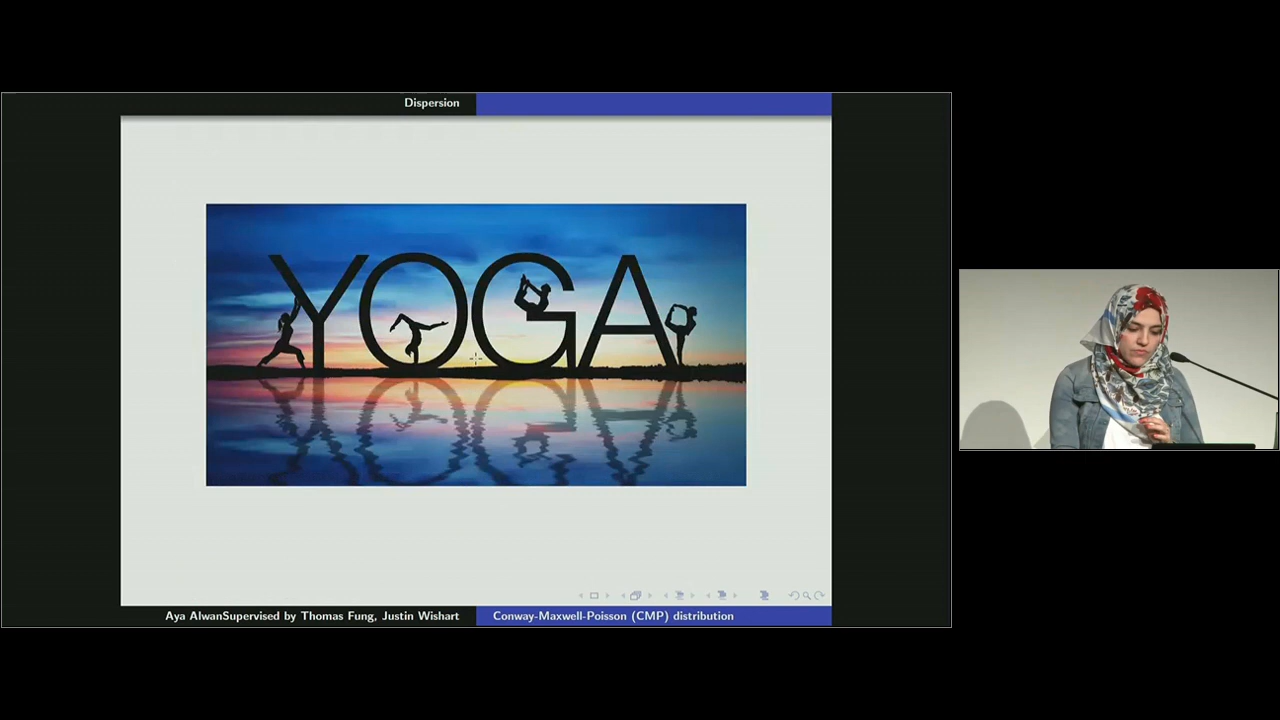 Dispersion
YOGA
Aya AlwanSupervised by Thomas Fung, Justin Wishart
Conway-Maxwell-Poisson (CMP) distribution